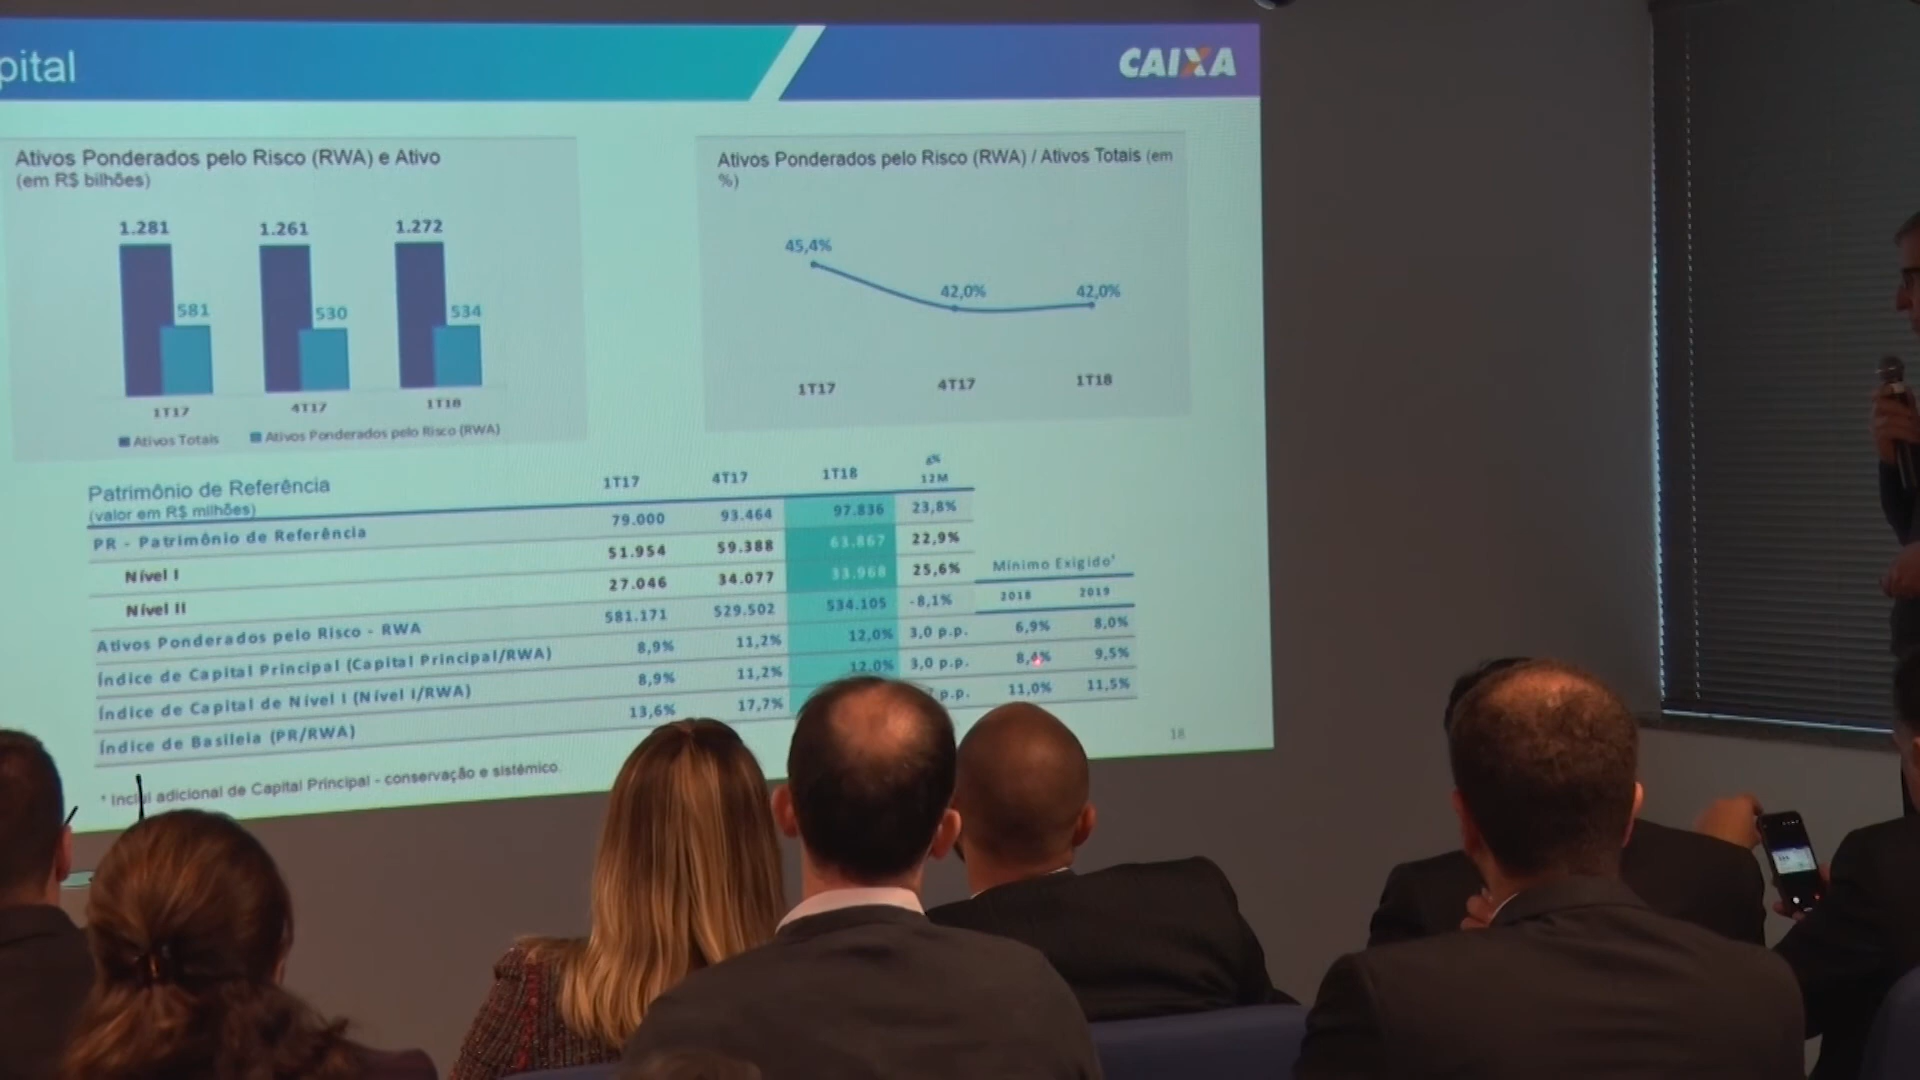 pital
CAIXA
Ativos Ponderados pelo Risco (RWA) e Ativo
(em R$ bilhões)
1.281 1.261 1.272
581 530 534
1T17 4T17 1T18
Ativos Totais Ativos Ponderados pelo Risco (RWA)
Ativos Ponderados pelo Risco (RWA) / Ativos Totais (em
%)
45,4% 42,0% 42,0%
1T17 4T17 1T18
Patrimônio de Referência 1T17 4T17 1T18 Δ%
(valor em R$ milhões) 12M
PR - Patrimônio de Referência 79.000 93.464 97.836 23,8%
Nível I 51.954 59.388 63.867 22,9%
Nível II 27.046 34.077 33.968 25,6%
Mínimo Exigido*
2018 2019
Ativos Ponderados pelo Risco - RWA 581.171 529.502 534.105 -8,1%
Índice de Capital Principal (Capital Principal/RWA) 8,9% 11,2% 12,0% 3,0 p.p. 6,9% 8,0%
Índice de Capital de Nível I (Nível I/RWA) 8,9% 11,2% 12,0% 3,0 p.p. 8,4% 9,5%
Índice de Basileia (PR/RWA) 13,6% 17,7% p.p. 11,0% 11,5%
* Inclui adicional de Capital Principal - conservação e sistêmico.
18